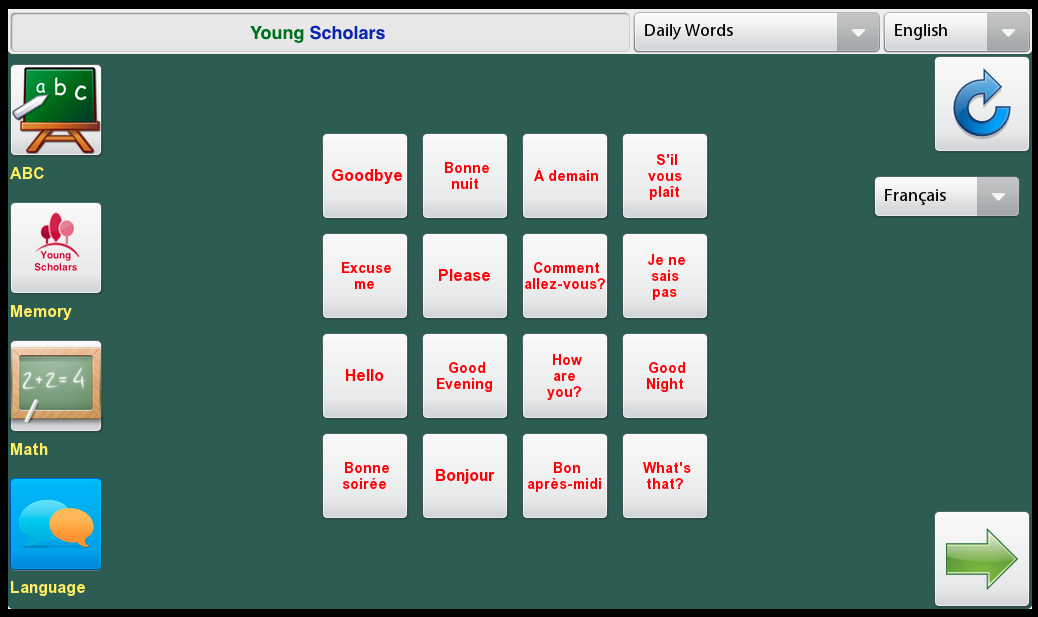 Young Scholars
Daily Words
English
a b c
ABC
Young
Scholars
Memory
2+2=4
Math
Language
Français
Goodbye
Bonne
nuit
À demain
S'il
vous
plaît
Excuse
me
Please
Comment
allez-vous?
Je ne
sais
pas
Hello
Good
Evening
How
are
you?
Good
Night
Bonne
soirée
Bonjour
Bon
après-midi
What's
that?